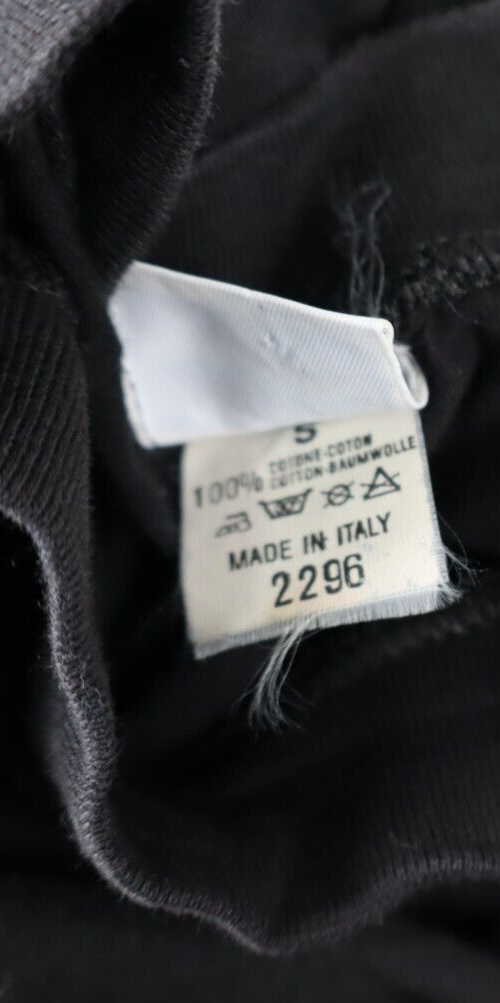 S
100% COTONE-COTON
COTTON-BAUMWOLLE
MADE IN ITALY
2296